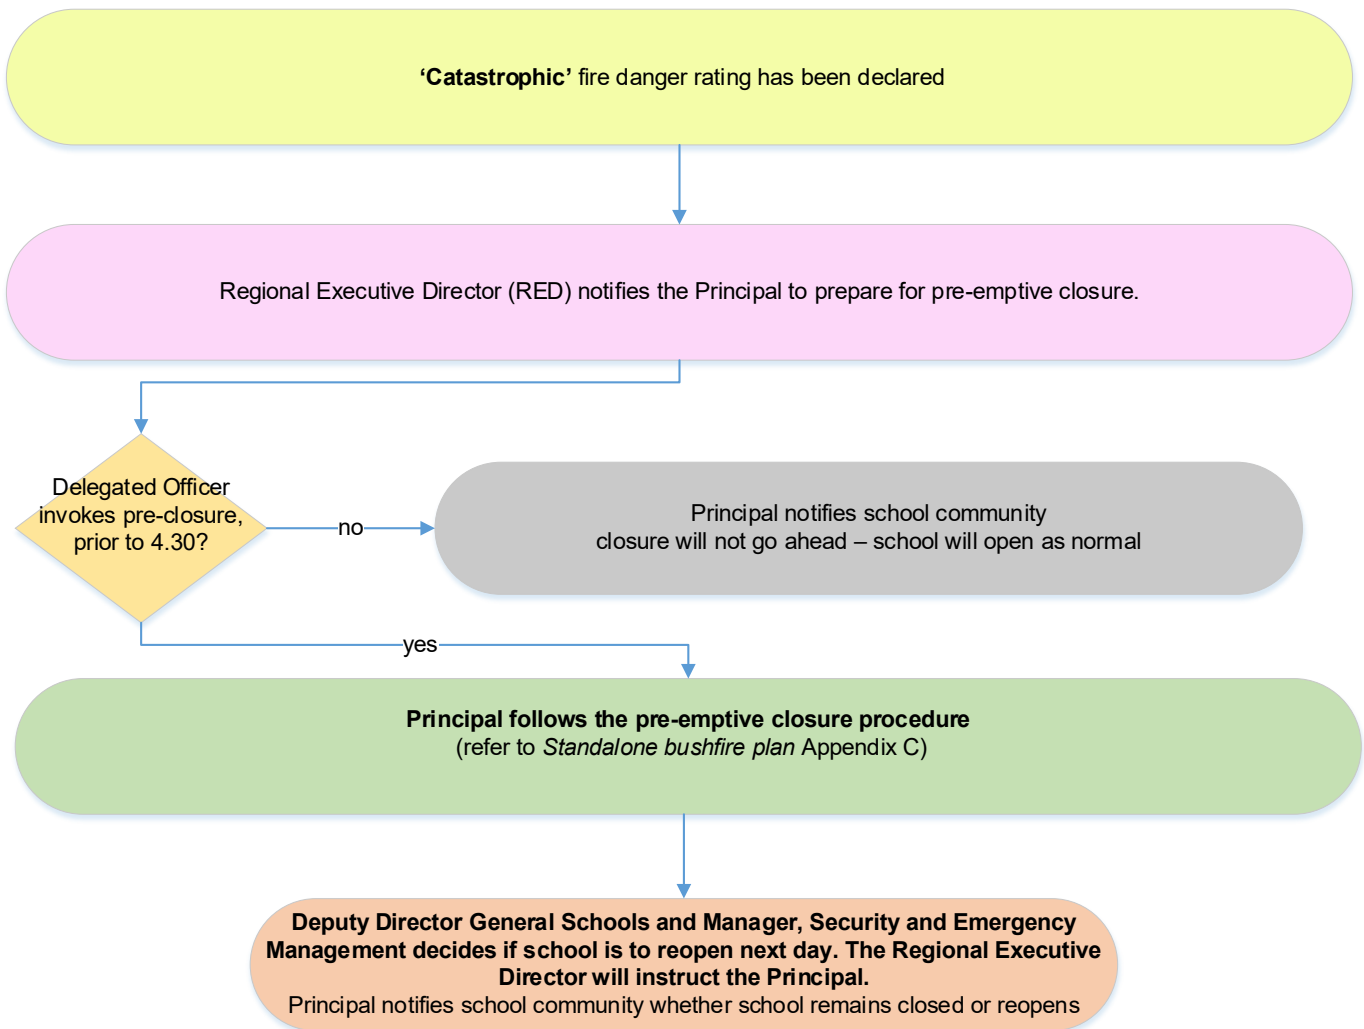 ‘Catastrophic’ fire danger rating has been declared
Regional Executive Director (RED) notifies the Principal to prepare for pre-emptive closure.
Delegated Officer
invokes pre-closure,
prior to 4.30?
no
Principal notifies school community
closure will not go ahead – school will open as normal
yes
Principal follows the pre-emptive closure procedure
(refer to Standalone bushfire plan Appendix C)
Deputy Director General Schools and Manager, Security and Emergency
Management decides if school is to reopen next day. The Regional Executive
Director will instruct the Principal.
Principal notifies school community whether school remains closed or reopens